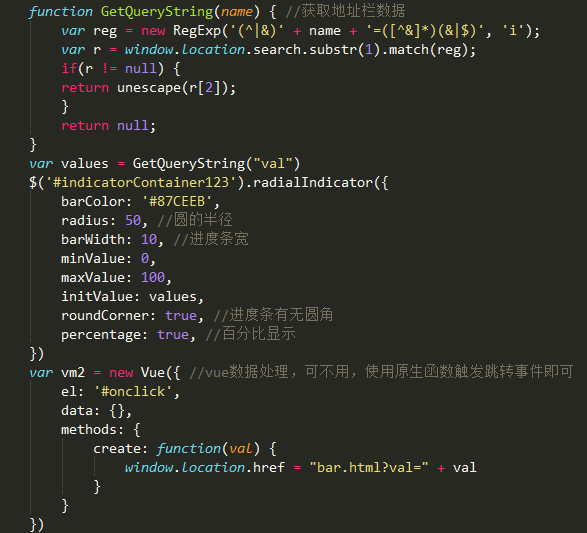 function GetQueryString(name) { //获取地址栏数据
var reg = new RegExp('(^|&)' + name + '=([^&]*)(&|$)', 'i');
var r = window.location.search.substr(1).match(reg);
if(r != null) {
return unescape(r[2]);
}
return null;
}
var values = GetQueryString("val")
$('#indicatorContainer123').radialIndicator({
barColor: '#87CEEB',
radius: 50, //圆的半径
barWidth: 10, //进度条宽
minValue: 0,
maxValue: 100,
initValue: values,
roundCorner: true, //进度条有无圆角
percentage: true, //百分比显示
})
var vm2 = new Vue({ //vue数据处理，可不用，使用原生函数触发跳转事件即可
el: '#onclick',
data: {},
methods: {
create: function(val) {
window.location.href = "bar.html?val=" + val
}
}
})